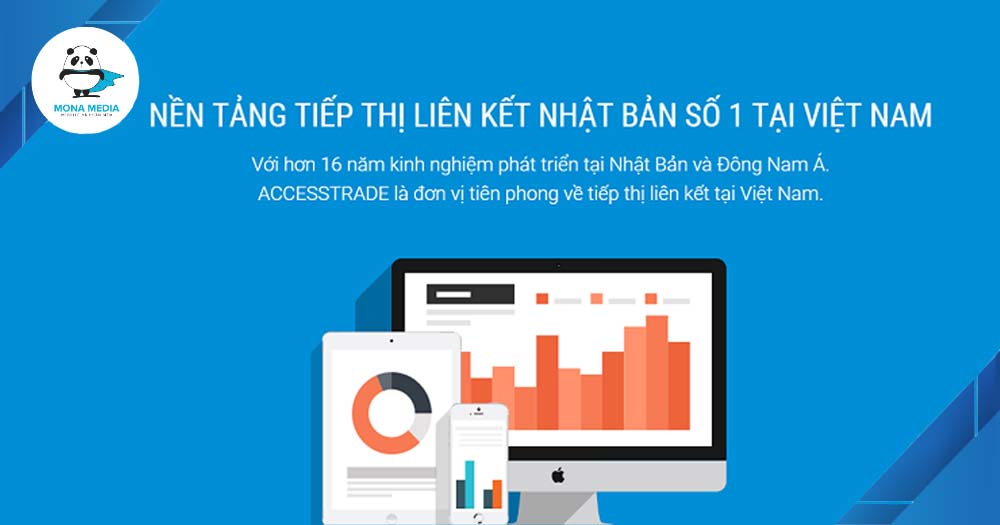 MONA MEDIA
NỀN TẢNG TIẾP THỊ LIÊN KẾT NHẬT BẢN SỐ 1 TẠI VIỆT NAM
Với hơn 16 năm kinh nghiệm phát triển tại Nhật Bản và Đông Nam Á.
ACCESSTRADE là đơn vị tiên phong về tiếp thị liên kết tại Việt Nam.